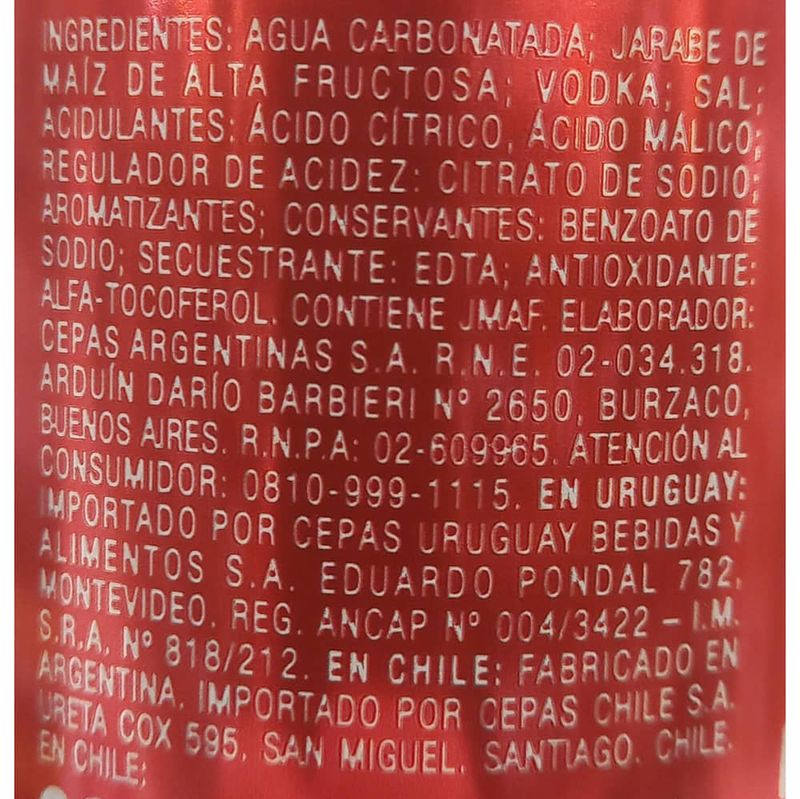 INGREDIENTES: AGUA CARBONATADA; JARABE DE
MAÍZ DE ALTA FRUCTOSA; VODKA; SAL;
ACIDULANTES: ÁCIDO CÍTRICO, ÁCIDO MÁLICO;
REGULADOR DE ACIDEZ: CITRATO DE SODIO;
AROMATIZANTES; CONSERVANTES: BENZOATO DE
SODIO; SECUESTRANTE: EDTA; ANTIOXIDANTE:
ALFA-TOCOFEROL. CONTIENE JMAF. ELABORADOR:
CEPAS ARGENTINAS S.A. R.N.E. 02-034.318.
ARDUÍN DARÍO BARBIERI Nº 2650, BURZACO,
BUENOS AIRES. R.N.P.A: 02-609965. ATENCIÓN AL
CONSUMIDOR: 0810-999-1115. EN URUGUAY:
IMPORTADO POR CEPAS URUGUAY BEBIDAS Y
ALIMENTOS S.A. EDUARDO PONDAL 782,
MONTEVIDEO. REG. ANCAP Nº 004/3422 – I.M.
S.R.A. Nº 818/212. EN CHILE: FABRICADO EN
ARGENTINA. IMPORTADO POR CEPAS CHILE S.A.
URETA COX 595. SAN MIGUEL. SANTIAGO. CHILE.
EN CHILE: